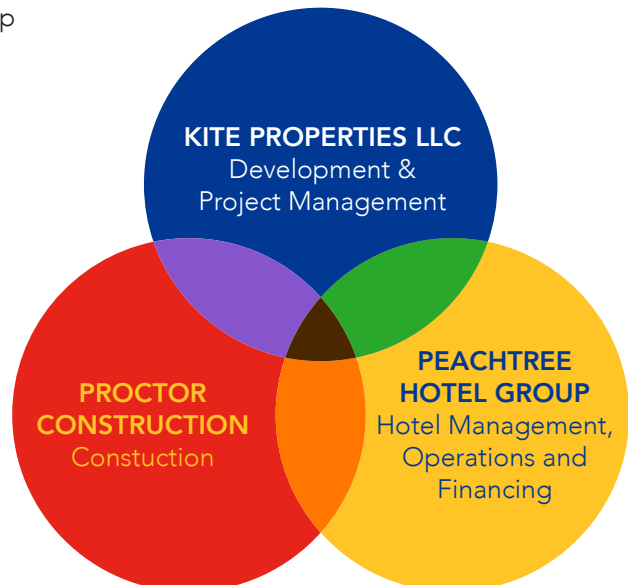 p
KITE PROPERTIES LLC
Development &
Project Management
PROCTOR
CONSTRUCTION
Constuction
PEACHTREE
HOTEL GROUP
Hotel Management,
Operations and
Financing